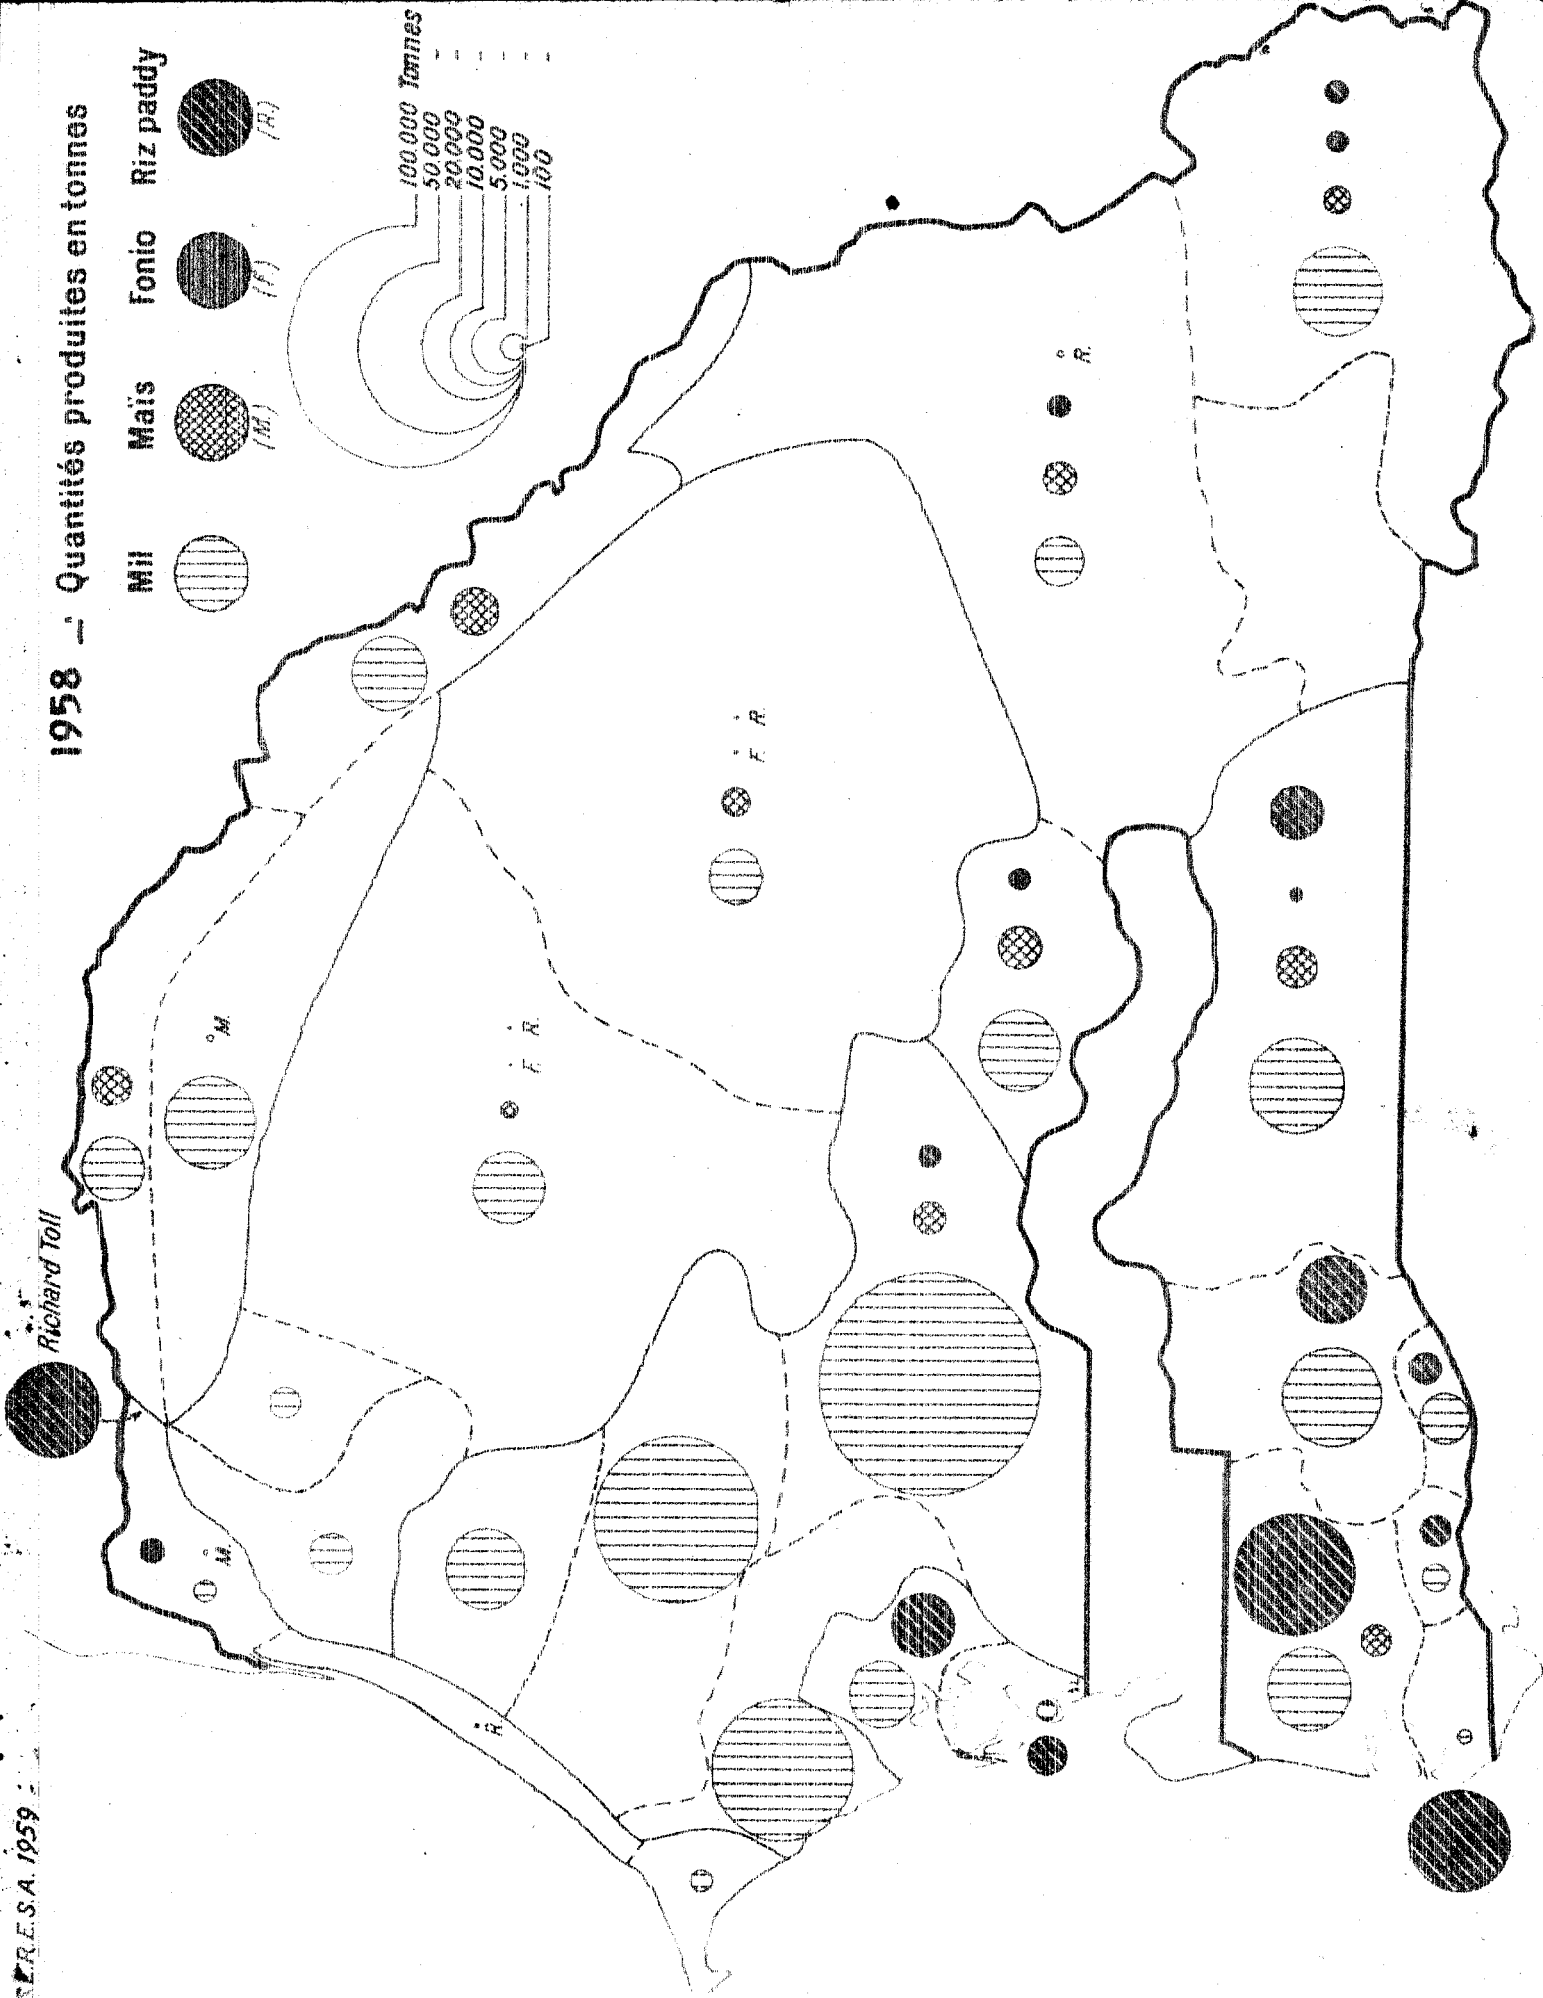 1958 _ Quantités produites en tonnes
Mil
Maïs
Fonio
Riz paddy
(M.)
(F.)
(R.)
100.000 Tonnes
50.000
20.000
10.000
5.000
1.000
100
Richard Toll
M.
M.
F. R.
F. R.
R.
R.
S.E.R.E.S.A. 1959